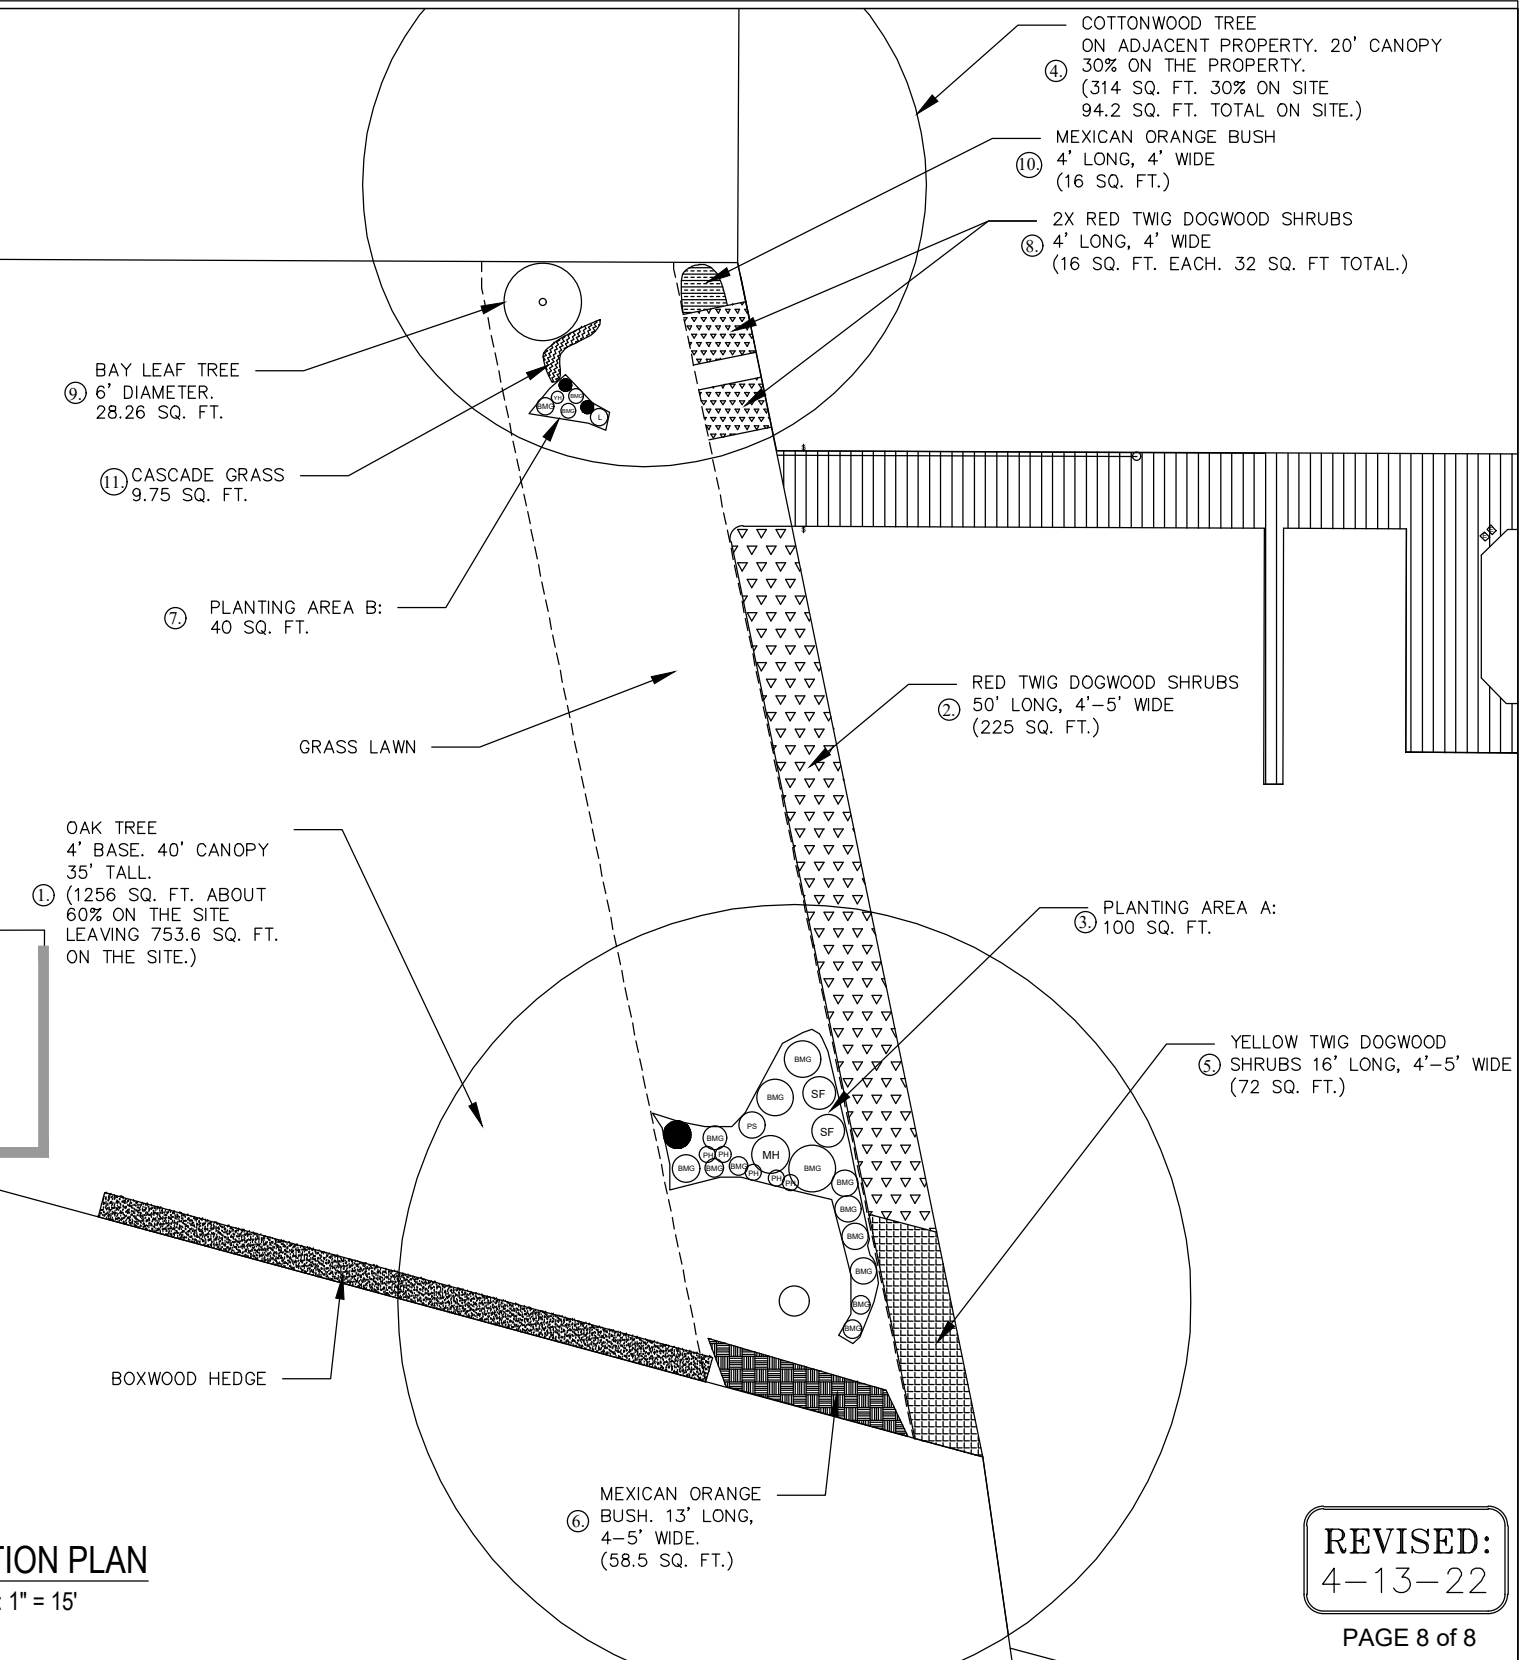 COTTONWOOD TREE
ON ADJACENT PROPERTY. 20' CANOPY
4. 30% ON THE PROPERTY.
(314 SQ. FT. 30% ON SITE
94.2 SQ. FT. TOTAL ON SITE.)
MEXICAN ORANGE BUSH
10. 4' LONG, 4' WIDE
(16 SQ. FT.)
2X RED TWIG DOGWOOD SHRUBS
8. 4' LONG, 4' WIDE
(16 SQ. FT. EACH. 32 SQ. FT TOTAL.)
BAY LEAF TREE
9. 6' DIAMETER.
28.26 SQ. FT.
YH BMG
BMG BMG L
11. CASCADE GRASS
9.75 SQ. FT.
7. PLANTING AREA B:
40 SQ. FT.
RED TWIG DOGWOOD SHRUBS
2. 50' LONG, 4'-5' WIDE
(225 SQ. FT.)
GRASS LAWN
OAK TREE
4' BASE. 40' CANOPY
35' TALL.
1. (1256 SQ. FT. ABOUT
60% ON THE SITE
LEAVING 753.6 SQ. FT.
ON THE SITE.)
3. PLANTING AREA A:
100 SQ. FT.
YELLOW TWIG DOGWOOD
5. SHRUBS 16' LONG, 4'-5' WIDE
(72 SQ. FT.)
BMG
BMG SF
PS SF
BMG
PH PH MH
BMG BMG BMG PH BMG
PH PH BMG
BMG
BMG
BMG
BMG
BMG
BOXWOOD HEDGE
MEXICAN ORANGE
6. BUSH. 13' LONG,
4-5' WIDE.
(58.5 SQ. FT.)
TION PLAN
: 1" = 15'
REVISED:
4-13-22
PAGE 8 of 8